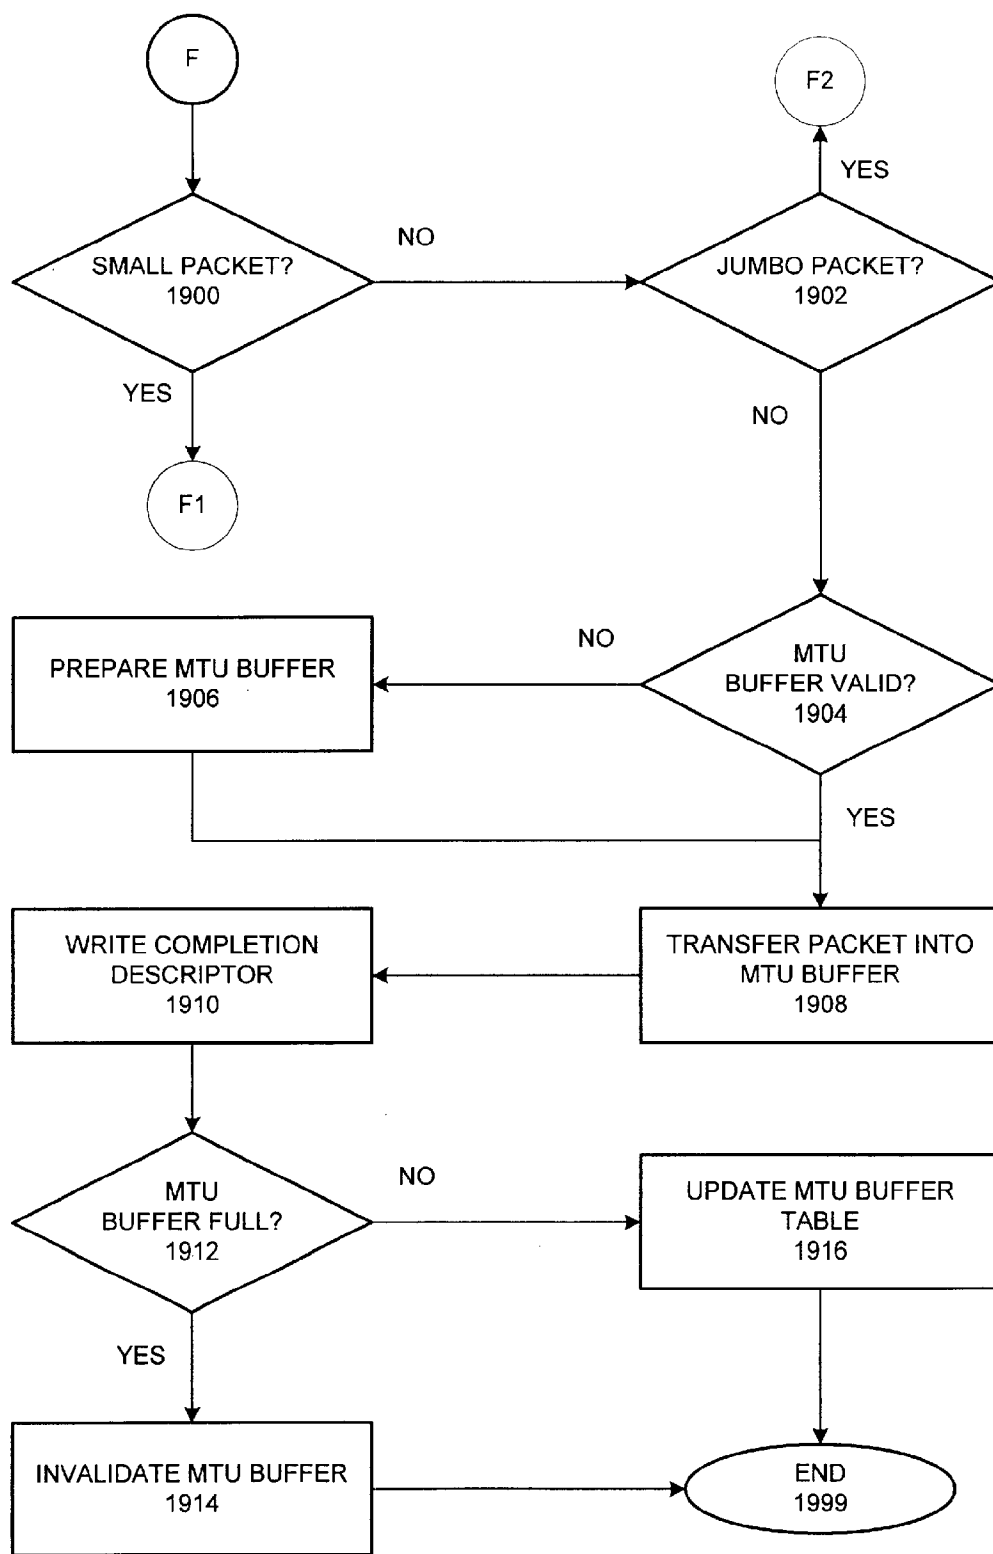 F
F2
YES
SMALL PACKET?
1900
NO
JUMBO PACKET?
1902
YES
NO
F1
PREPARE MTU BUFFER
1906
NO
MTU
BUFFER VALID?
1904
YES
WRITE COMPLETION
DESCRIPTOR
1910
TRANSFER PACKET INTO
MTU BUFFER
1908
MTU
BUFFER FULL?
1912
NO
UPDATE MTU BUFFER
TABLE
1916
YES
INVALIDATE MTU BUFFER
1914
END
1999